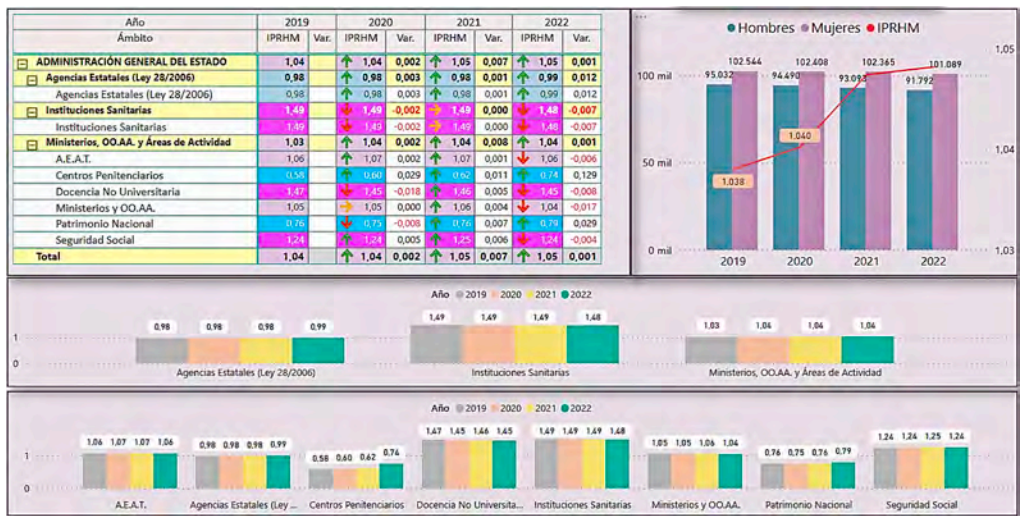 Año 2019 2020 2021 2022
Ámbito IPRHM Var. IPRHM Var. IPRHM Var. IPRHM Var.
ADMINISTRACIÓN GENERAL DEL ESTADO 1,04 1,04 0,002 1,05 0,007 1,05 0,001
Agencias Estatales (Ley 28/2006) 0,98 0,98 0,003 0,98 0,001 0,99 0,012
Agencias Estatales (Ley 28/2006) 0,98 0,98 0,003 0,98 0,001 0,99 0,012
Instituciones Sanitarias 1,49 1,49 -0,002 1,49 0,000 1,48 -0,007
Instituciones Sanitarias 1,49 1,49 -0,002 1,49 0,000 1,48 -0,007
Ministerios, OO.AA. y Áreas de Actividad 1,03 1,04 0,002 1,04 0,008 1,04 0,001
A.E.A.T. 1,06 1,07 0,002 1,07 0,001 1,06 -0,006
Centros Penitenciarios 0,58 0,60 0,029 0,62 0,011 0,74 0,129
Docencia No Universitaria 1,47 1,45 -0,018 1,46 0,005 1,45 -0,008
Ministerios y OO.AA. 1,05 1,05 0,000 1,06 0,004 1,04 -0,017
Patrimonio Nacional 0,76 0,75 -0,008 0,76 0,007 0,79 0,029
Seguridad Social 1,24 1,24 0,005 1,25 0,006 1,24 -0,004
Total 1,04 1,04 0,002 1,05 0,007 1,05 0,001
Hombres Mujeres IPRHM
1,05
102.544 102.408 102.365 101.089
100 mil 95.032 94.490 93.093 91.792
1.040
1,04
50 mil
1.038
0 mil 1,03
2019 2020 2021 2022
Año 2019 2020 2021 2022
0,98 0,98 0,98 0,99 1,49 1,49 1,49 1,48 1,03 1,04 1,04 1,04
1
0
Agencias Estatales (Ley 28/2006) Instituciones Sanitarias Ministerios, OO.AA. y Áreas de Actividad
Año 2019 2020 2021 2022
1,06 1,07 1,07 1,06 0,98 0,98 0,98 0,99 0,58 0,60 0,62 0,74 1,47 1,45 1,46 1,45 1,49 1,49 1,49 1,48 1,05 1,05 1,06 1,04 0,76 0,75 0,76 0,79 1,24 1,24 1,25 1,24
1
0
A.E.A.T. Agencias Estatales (Ley ... Centros Penitenciarios Docencia No Universita... Instituciones Sanitarias Ministerios y OO.AA. Patrimonio Nacional Seguridad Social